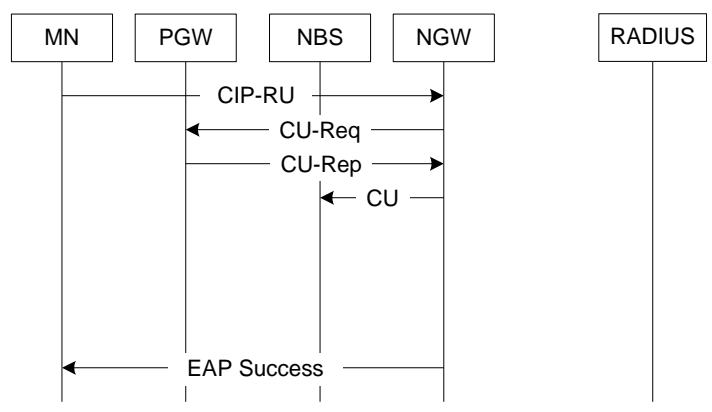 MN PGW NBS NGW RADIUS
CIP-RU
CU-Req
CU-Rep
CU
EAP Success